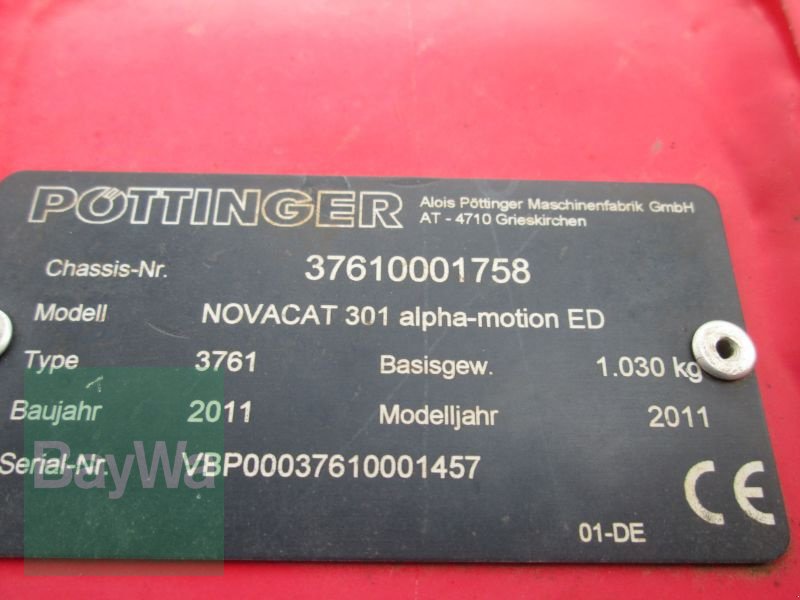 PÖTTINGER Alois Pöttinger Maschinenfabrik GmbH
AT - 4710 Grieskirchen
Chassis-Nr. 37610001758
Modell NOVACAT 301 alpha-motion ED
Type 3761 Basisgew. 1.030 kg
Baujahr 2011 Modelljahr 2011
Serial-Nr. VBP00037610001457
CE
01-DE
BayWa